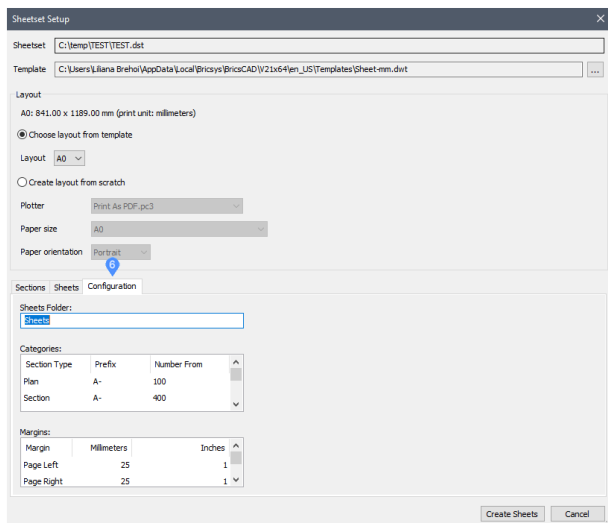 Sheetset Setup
Sheetset C:\temp\TEST\TEST.dst
Template C:\Users\Liliana Brehoi\AppData\Local\Bricsys\BricsCAD\V21x64\en_US\Templates\Sheet-mm.dwt ...
Layout
A0: 841.00 x 1189.00 mm (print unit: milimeters)
Choose layout from template
Layout A0
Create layout from scratch
Plotter Print As PDF.pc3
Paper size A0
Paper orientation Portrait
6
Sections Sheets Configuration
Sheets Folder:
Sheets
Categories:
Section Type Prefix Number From
Plan A- 100
Section A- 400
Margins:
Margin Milimeters Inches
Page Left 25 1
Page Right 25 1
Create Sheets Cancel